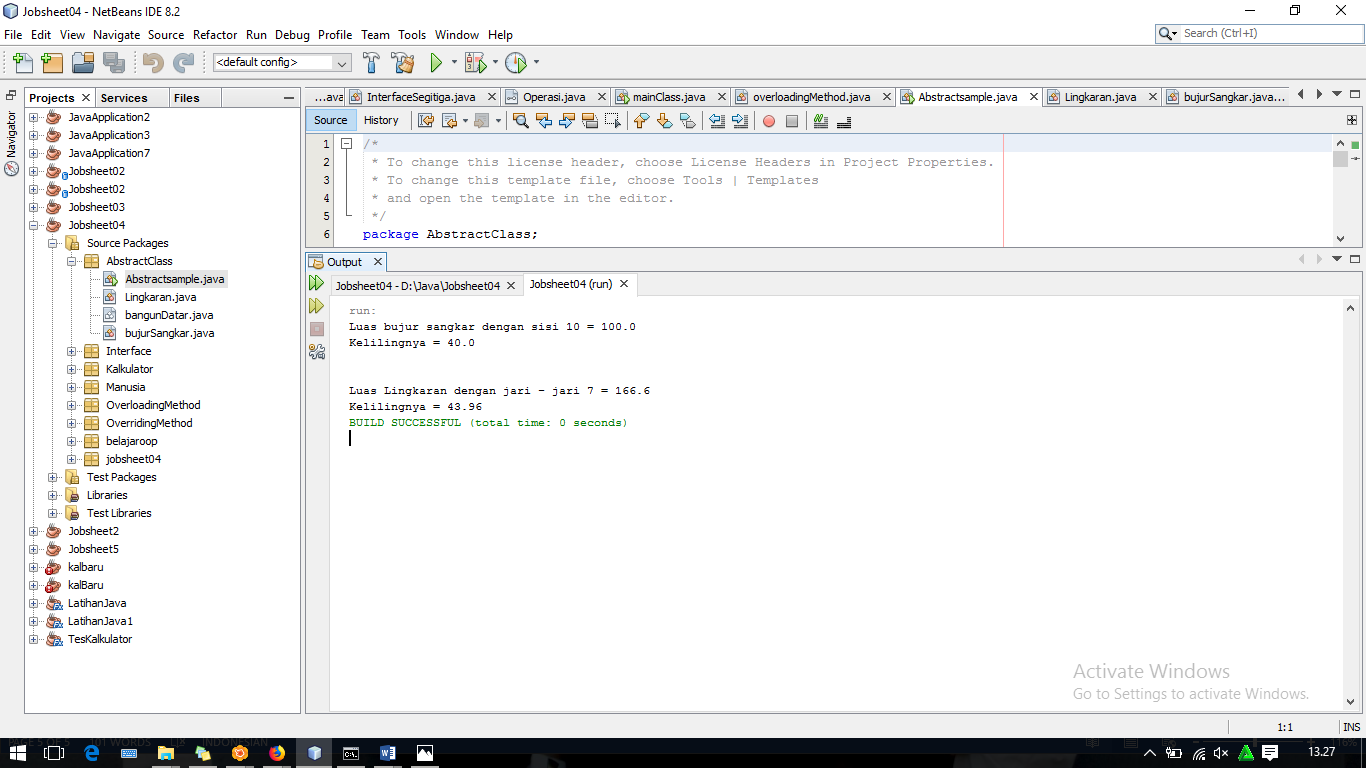 Jobsheet04 - NetBeans IDE 8.2
File Edit View Navigate Source Refactor Run Debug Profile Team Tools Window Help
Search (Ctrl+I)
<default config>
Projects Services Files
Navigator
JavaApplication2
JavaApplication3
JavaApplication7
Jobsheet02
Jobsheet02
Jobsheet03
Jobsheet04
Source Packages
AbstractClass
Abstractsample.java
Lingkaran.java
bangunDatar.java
bujurSangkar.java
Interface
Kalkulator
Manusia
OverloadingMethod
OverridingMethod
belajaroop
jobsheet04
Test Packages
Libraries
Test Libraries
Jobsheet2
Jobsheet5
kalbaru
kalBaru
LatihanJava
LatihanJava1
TesKalkulator
...ava InterfaceSegitiga.java Operasi.java mainClass.java overloadingMethod.java Abstractsample.java Lingkaran.java bujurSangkar.java...
Source History
1 /*
2 * To change this license header, choose License Headers in Project Properties.
3 * To change this template file, choose Tools | Templates
4 * and open the template in the editor.
5 */
6 package AbstractClass;
Output
Jobsheet04 - D:\Java\Jobsheet04 Jobsheet04 (run)
run:
Luas bujur sangkar dengan sisi 10 = 100.0
Kelilingnya = 40.0
Luas Lingkaran dengan jari - jari 7 = 166.6
Kelilingnya = 43.96
BUILD SUCCESSFUL (total time: 0 seconds)
Activate Windows
Go to Settings to activate Windows.
1:1 INS
PAGE 5 OF 5 101 WORDS INDONESIAN
13.27